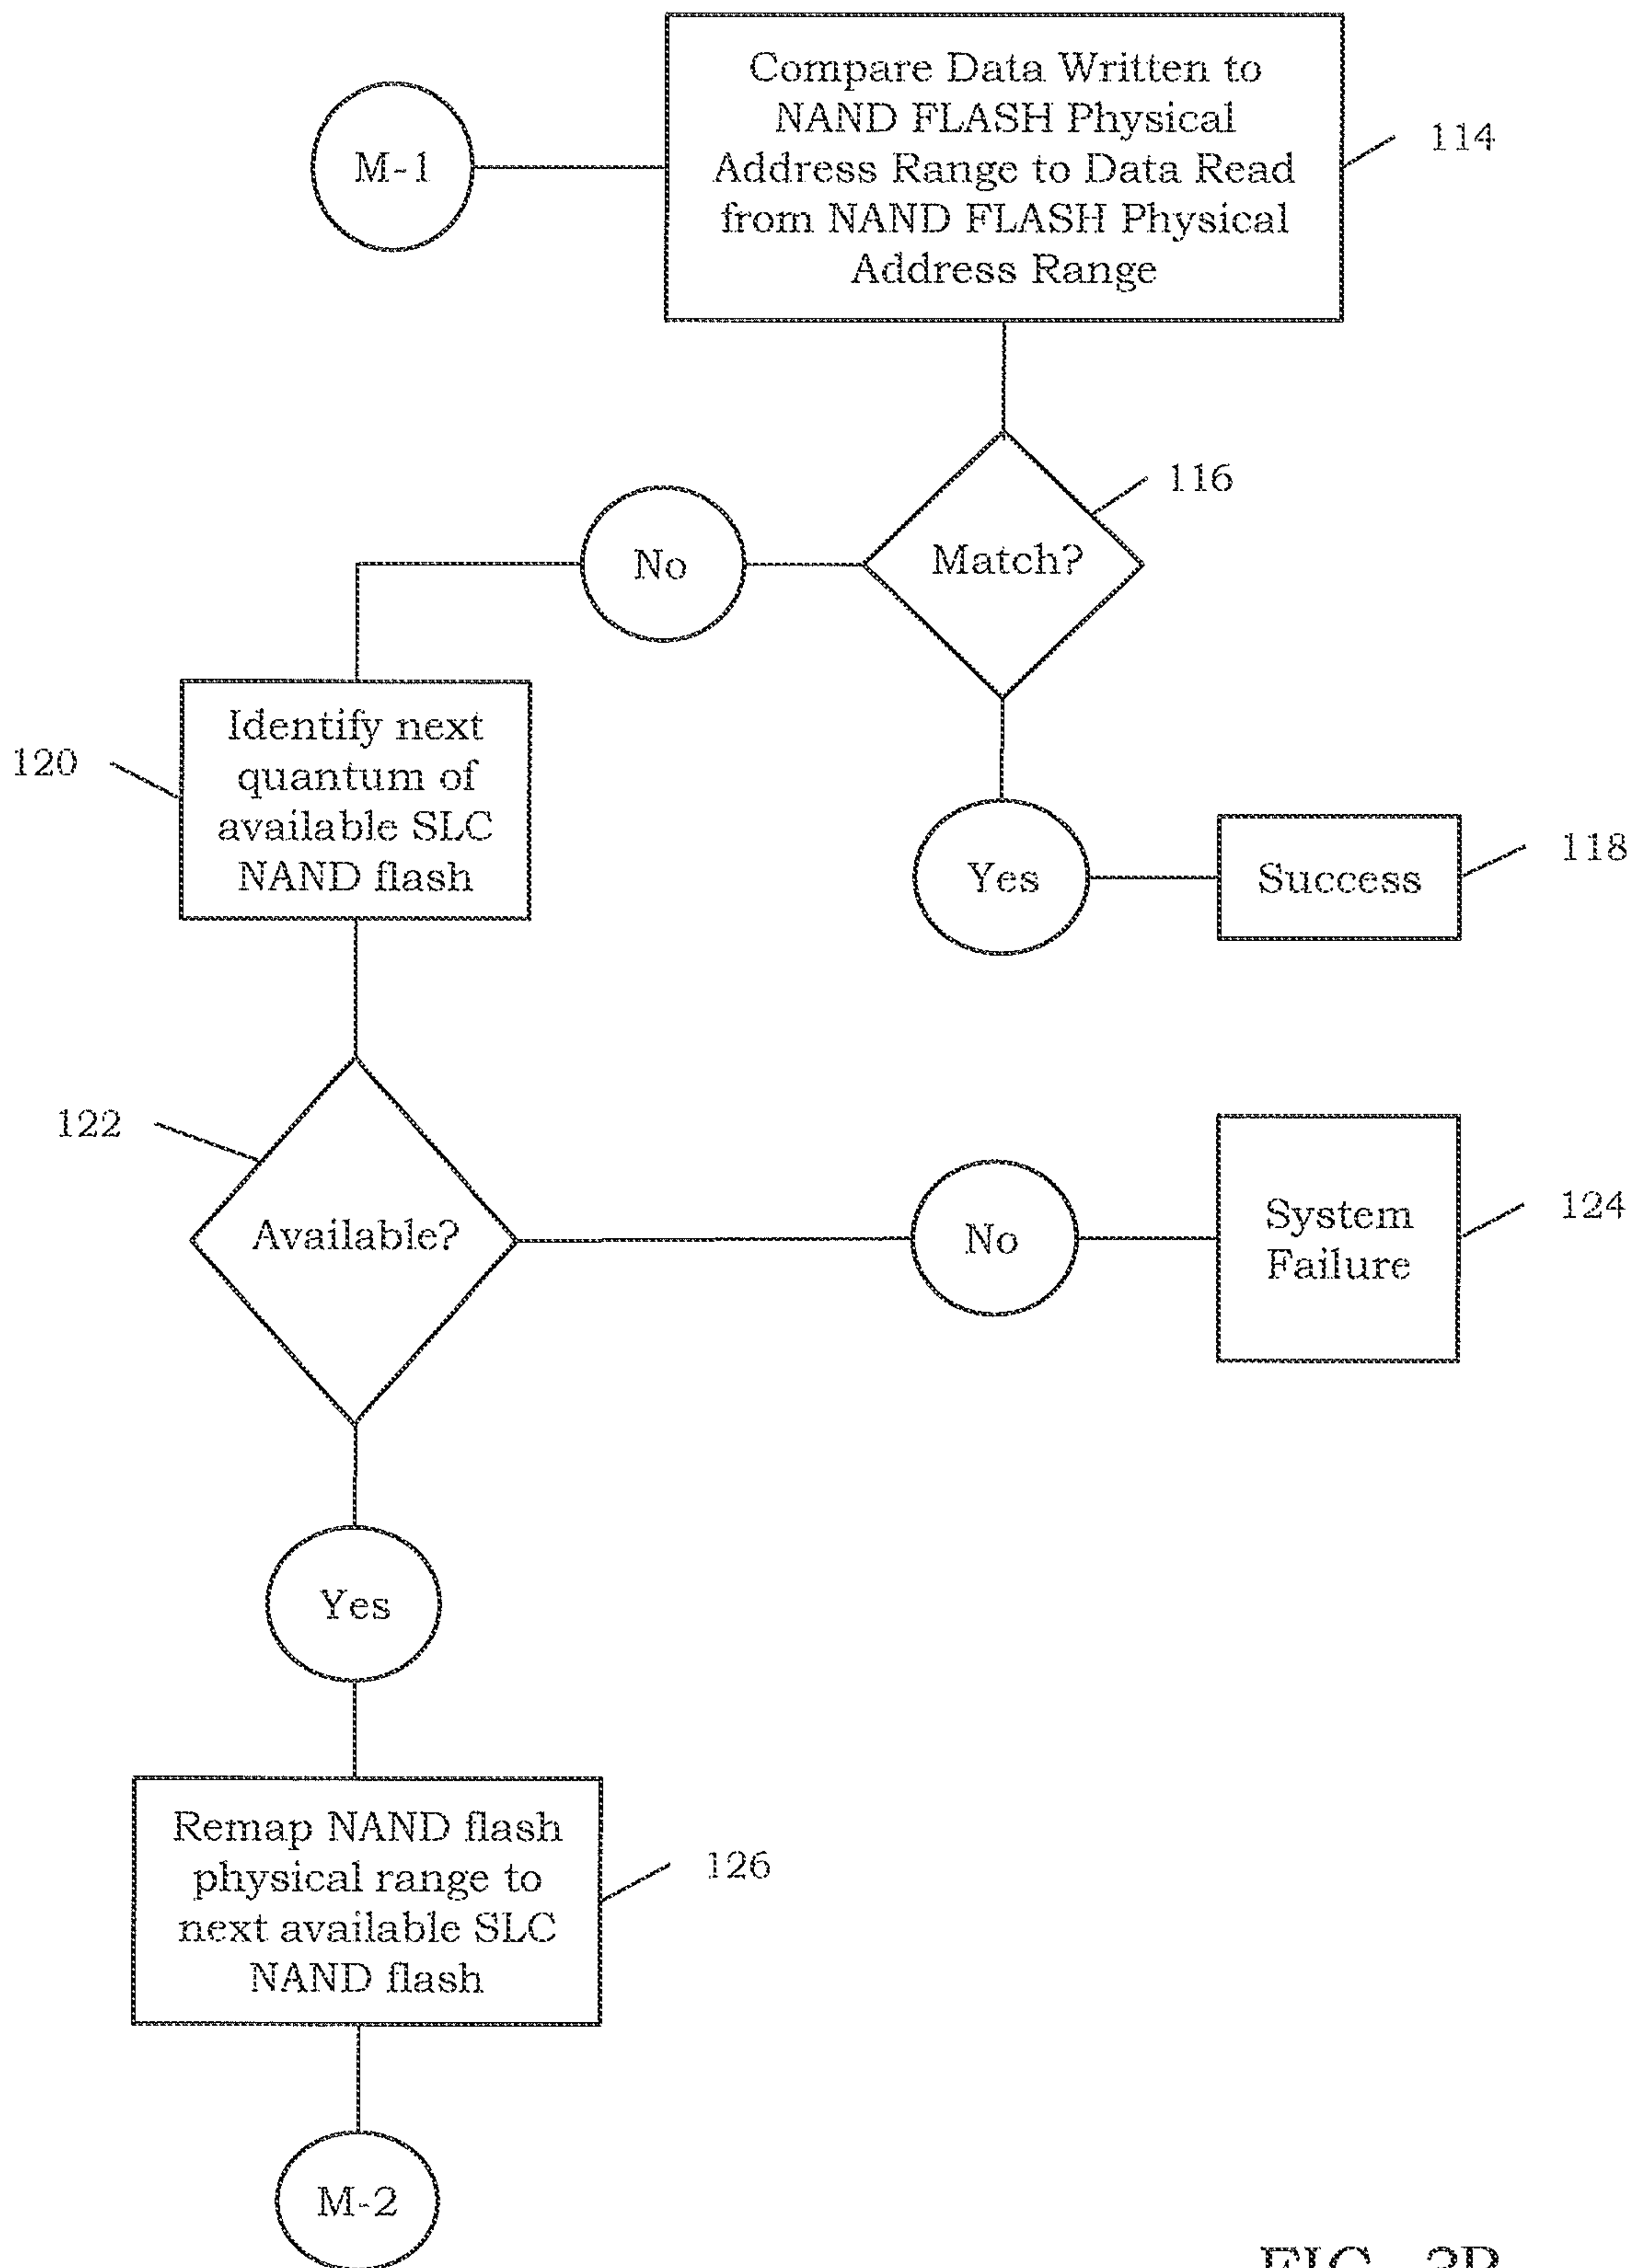 M-1
Compare Data Written to
NAND FLASH Physical
Address Range to Data Read
from NAND FLASH Physical
Address Range
114
Match?
116
No
Identify next
quantum of
available SLC
NAND flash
120
Yes
Success
118
122
Available?
No
System
Failure
124
Yes
Remap NAND flash
physical range to
next available SLC
NAND flash
126
M-2
FIG.